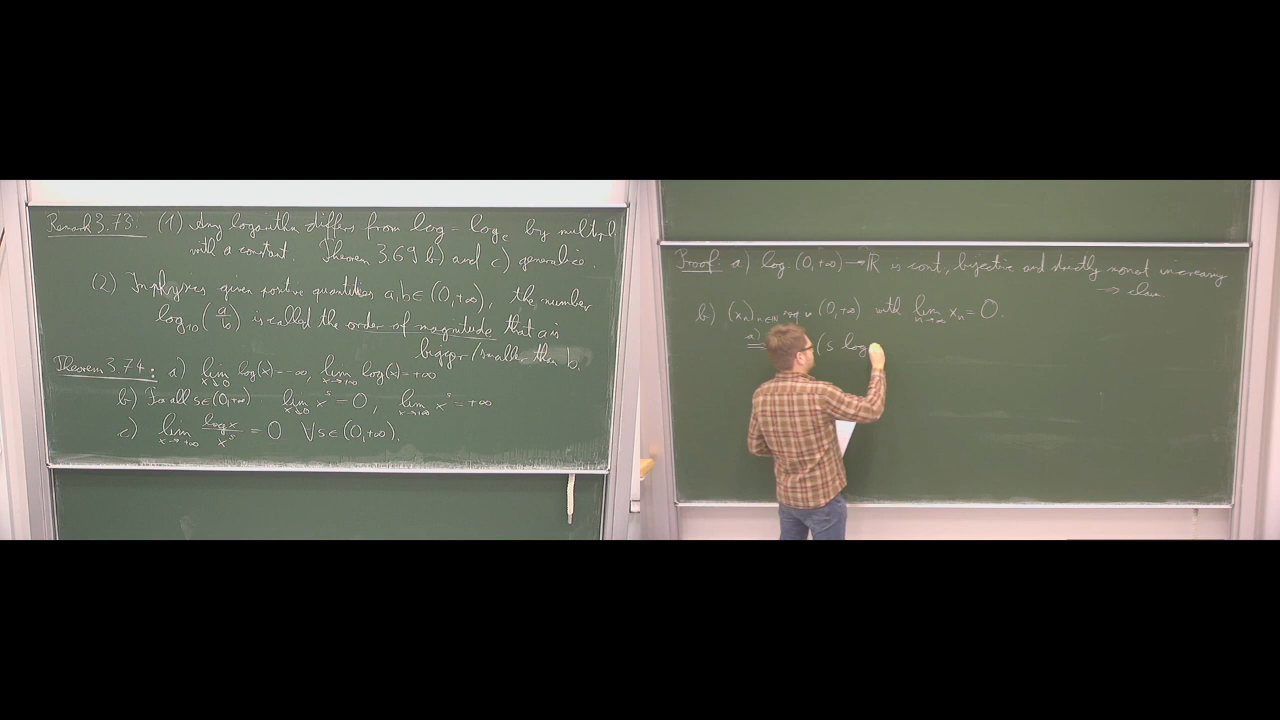 Remark 3.73: (1) Any logarithm differs from log = log_e by multipl.
with a constant. Theorem 3.69 b) and c) generalise.
(2) In physics given positive quantities a,b∈(0,+∞), the number
log₁₀(a/b) is called the order of magnitude that a is
bigger/smaller than b.
Theorem 3.74: a) lim_{x↘0} log(x)=-∞, lim_{x→+∞} log(x)=+∞
b) For all s∈(0,+∞) lim_{x↘0} x^s = 0, lim_{x→+∞} x^s = +∞
c) lim_{x→+∞} log x / x^s = 0 ∀s∈(0,+∞).
Proof: a) log:(0,+∞)→ℝ is cont., bijective and strictly monot. increasing
→ claim.
b) (x_n)_{n∈ℕ} seq in (0,+∞) with lim_{n→∞} x_n = 0.
a) (s log